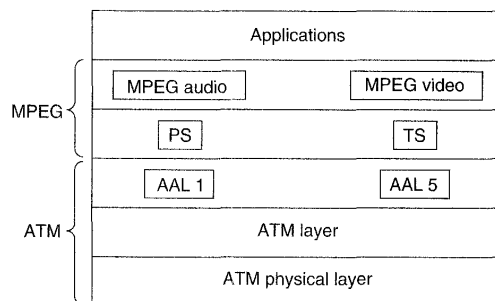 Applications
MPEG audio MPEG video
MPEG
PS TS
AAL 1 AAL 5
ATM
ATM layer
ATM physical layer